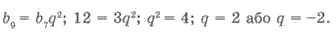 b₉ = b₇q²; 12 = 3q²; q² = 4; q = 2 або q = −2.